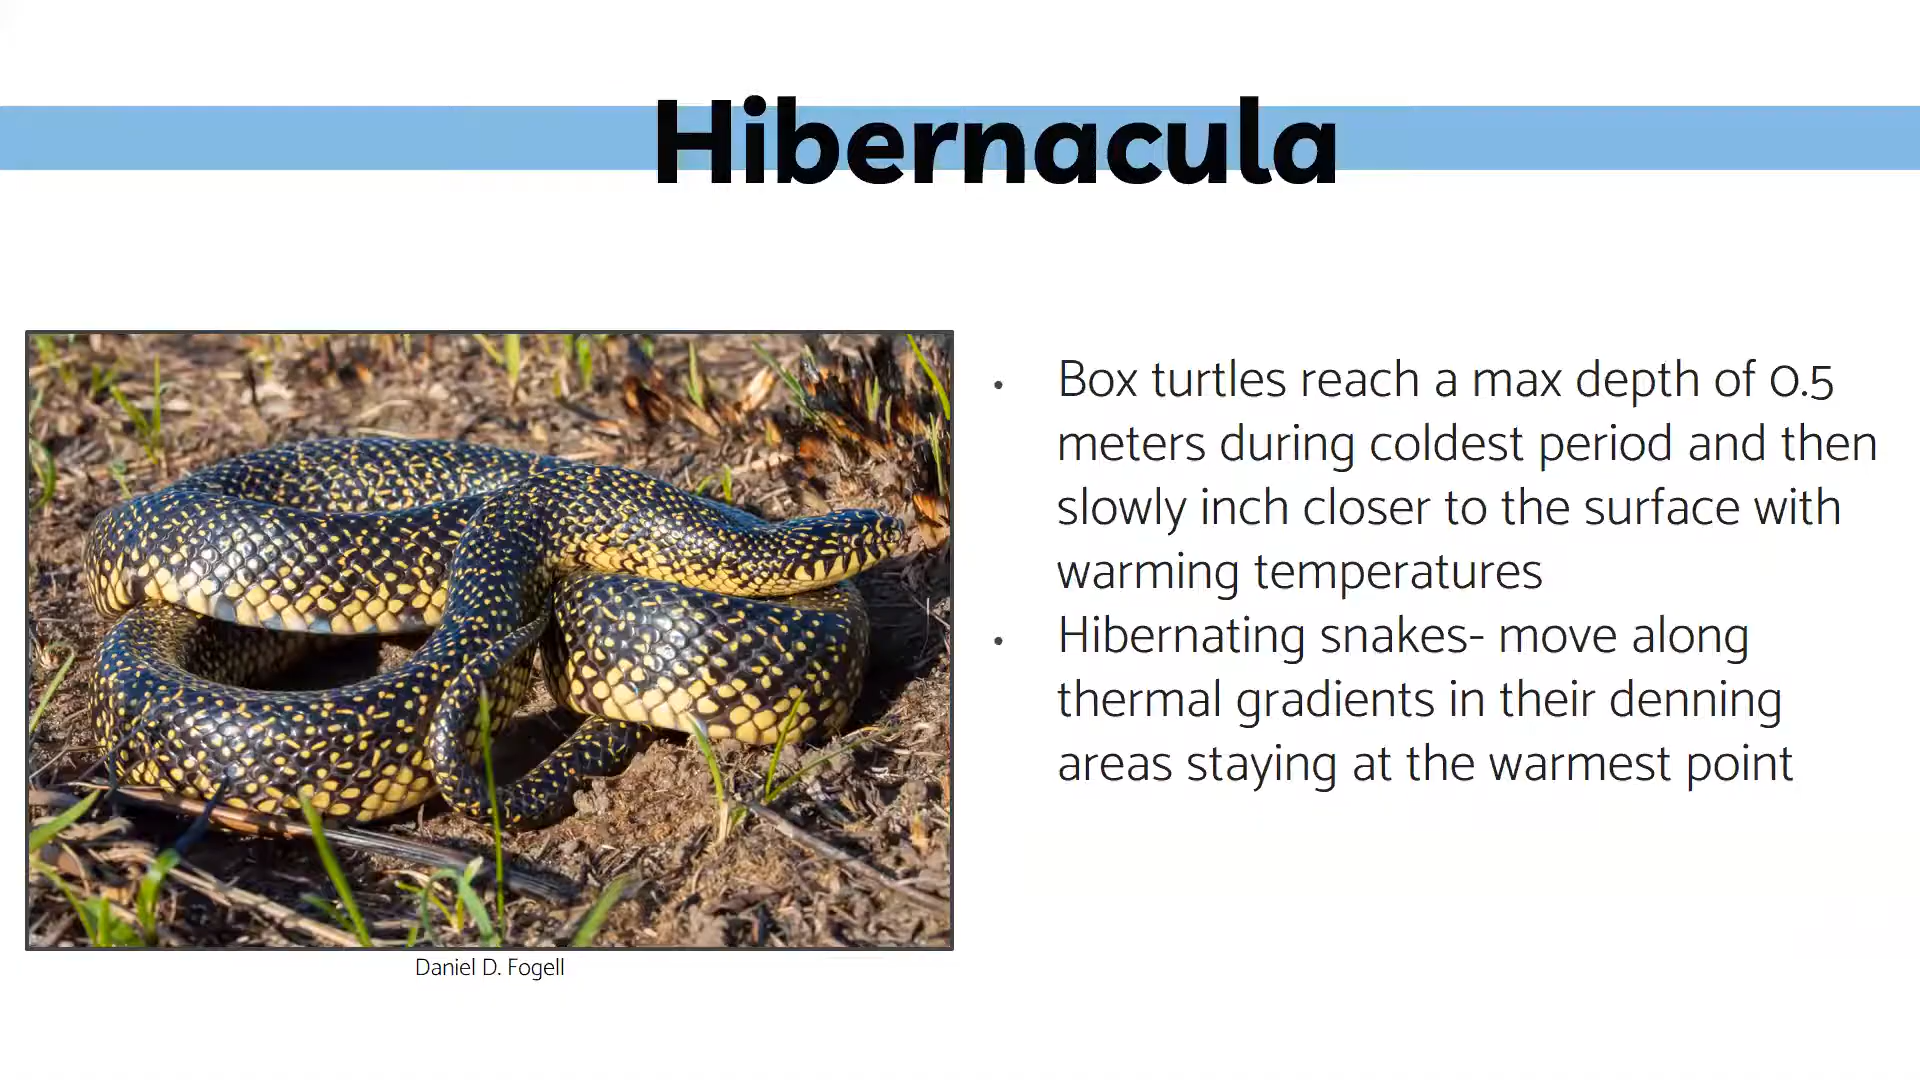 Hibernacula
Box turtles reach a max depth of 0.5
meters during coldest period and then
slowly inch closer to the surface with
warming temperatures
Hibernating snakes- move along
thermal gradients in their denning
areas staying at the warmest point
Daniel D. Fogell